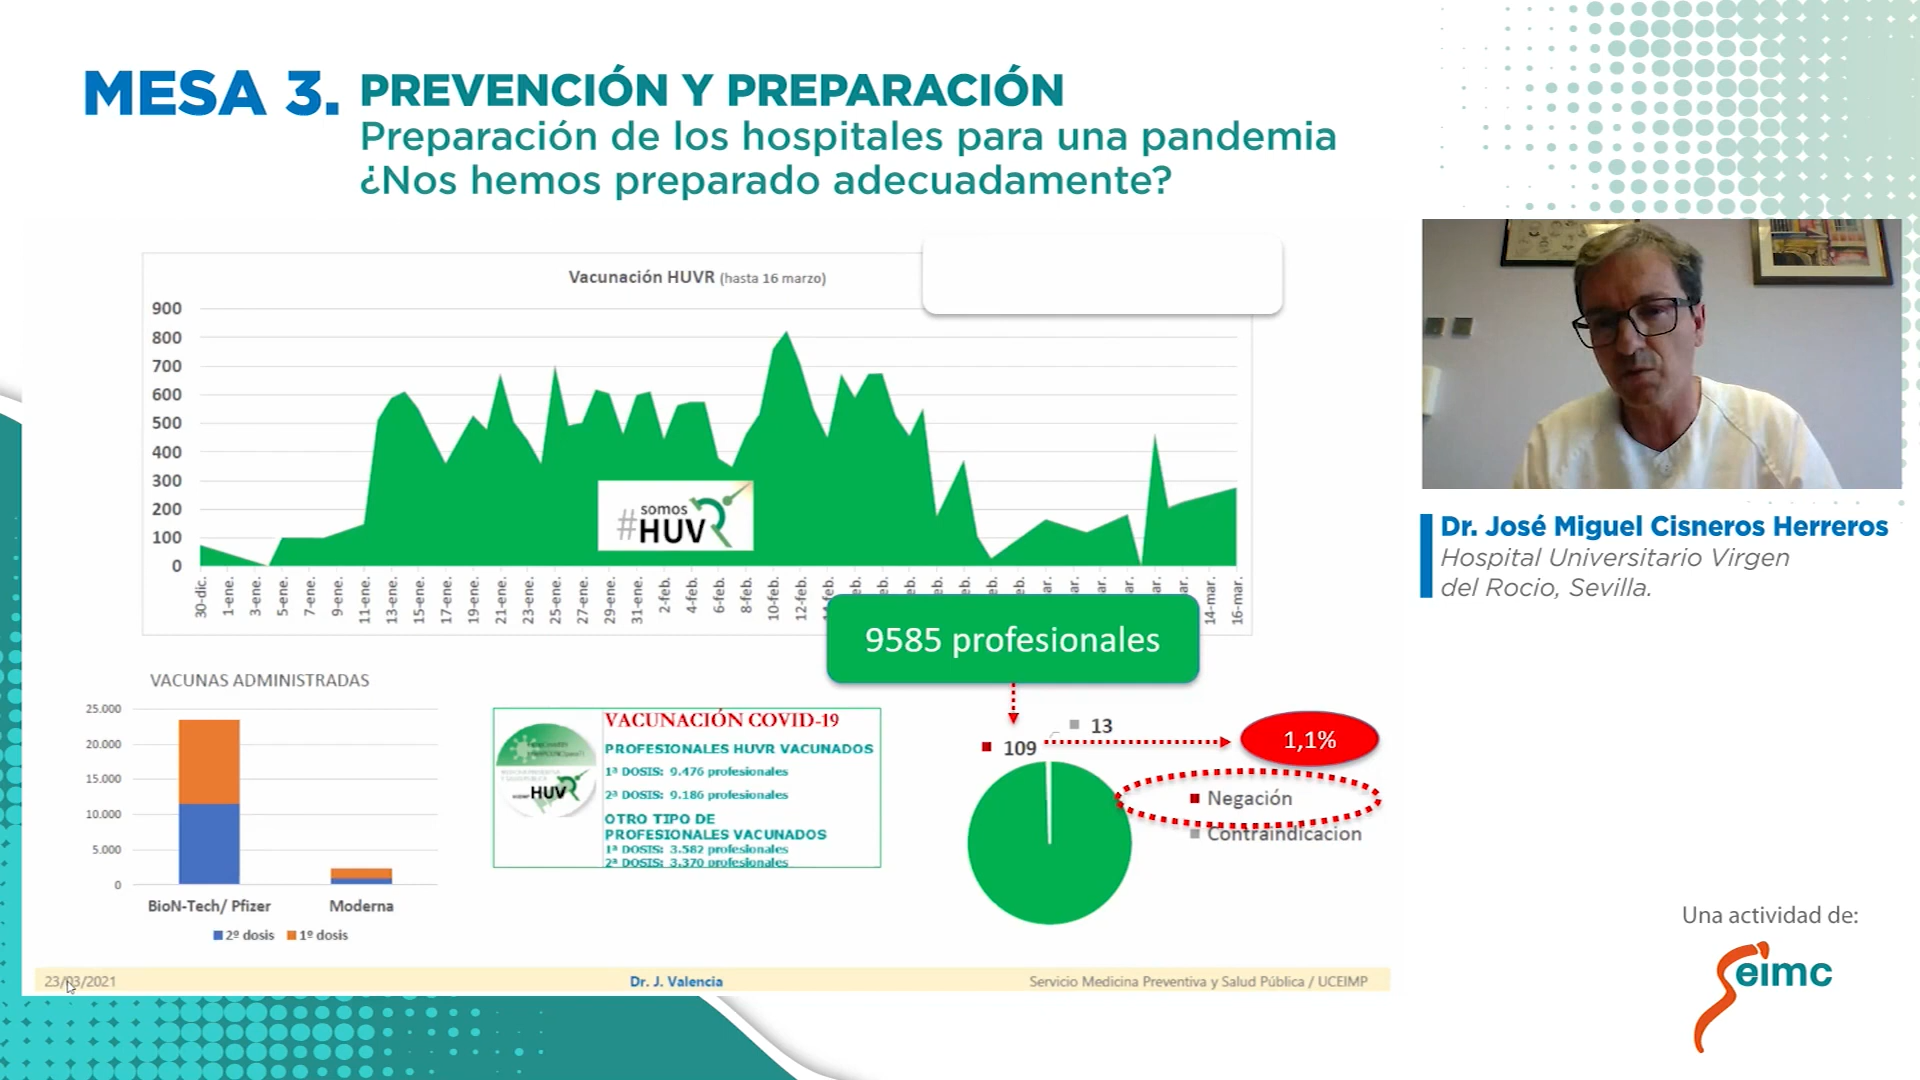 MESA 3. PREVENCIÓN Y PREPARACIÓN
Preparación de los hospitales para una pandemia
¿Nos hemos preparado adecuadamente?
Vacunación HUVR (hasta 16 marzo)
900
800
700
600
500
400
300
200
100
0
#somos HUVR
30-dic.
1-ene.
3-ene.
5-ene.
7-ene.
9-ene.
11-ene.
13-ene.
15-ene.
17-ene.
19-ene.
21-ene.
23-ene.
25-ene.
27-ene.
29-ene.
31-ene.
2-feb.
4-feb.
6-feb.
8-feb.
10-feb.
12-feb.
14-mar.
16-mar.
9585 profesionales
VACUNAS ADMINISTRADAS
25.000
20.000
15.000
10.000
5.000
0
BioN-Tech/ Pfizer
Moderna
2º dosis
1º dosis
HUVR
VACUNACIÓN COVID-19
PROFESIONALES HUVR VACUNADOS
1ª DOSIS: 9.476 profesionales
2ª DOSIS: 9.186 profesionales
OTRO TIPO DE
PROFESIONALES VACUNADOS
1ª DOSIS: 3.582 profesionales
2ª DOSIS: 3.370 profesionales
109
13
1,1%
Negación
Contraindicacion
23/03/2021
Dr. J. Valencia
Servicio Medicina Preventiva y Salud Pública / UCEIMP
Dr. José Miguel Cisneros Herreros
Hospital Universitario Virgen
del Rocio, Sevilla.
Una actividad de:
Seimc